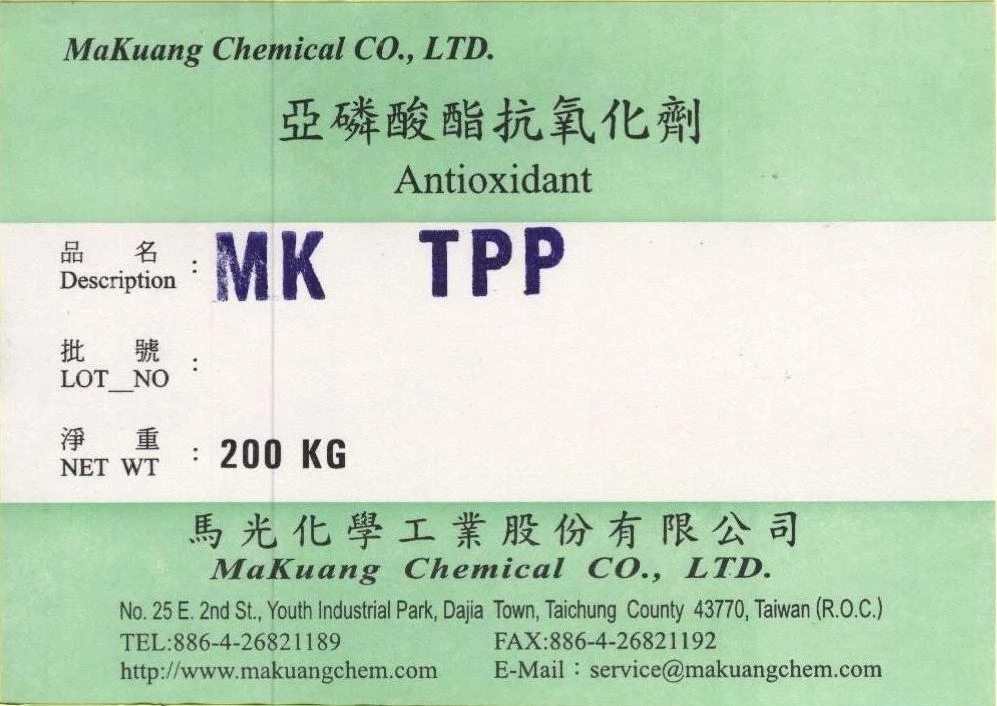 MaKuang Chemical CO., LTD.
亞磷酸酯抗氧化劑
Antioxidant
品 名 : MK TPP
Description
批 號 :
LOT__NO
淨 重 : 200 KG
NET WT
馬光化學工業股份有限公司
MaKuang Chemical CO., LTD.
No. 25 E. 2nd St., Youth Industrial Park, Dajia Town, Taichung County 43770, Taiwan (R.O.C.)
TEL:886-4-26821189 FAX:886-4-26821192
http://www.makuangchem.com E-Mail：service@makuangchem.com